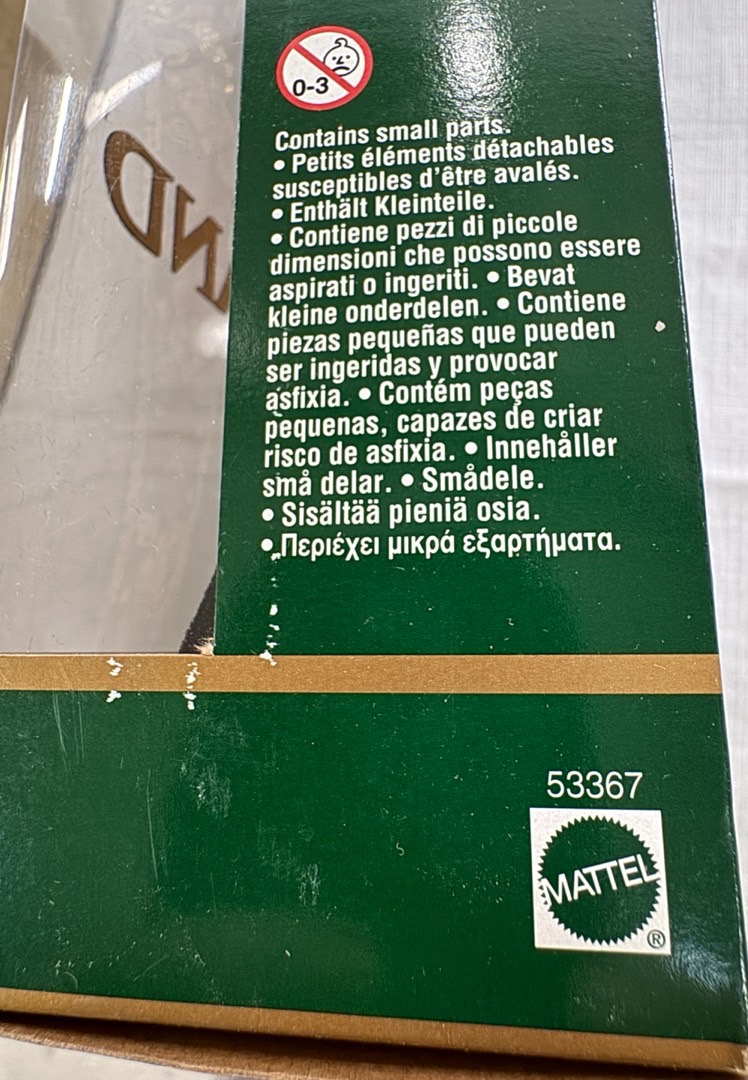 0-3
Contains small parts.
• Petits éléments détachables
susceptibles d'être avalés.
• Enthält Kleinteile.
• Contiene pezzi di piccole
dimensioni che possono essere
aspirati o ingeriti. • Bevat
kleine onderdelen. • Contiene
piezas pequeñas que pueden
ser ingeridas y provocar
asfixia. • Contém peças
pequenas, capazes de criar
risco de asfixia. • Innehåller
små delar. • Smådele.
• Sisältää pieniä osia.
• Περιέχει μικρά εξαρτήματα.
53367
MATTEL
®